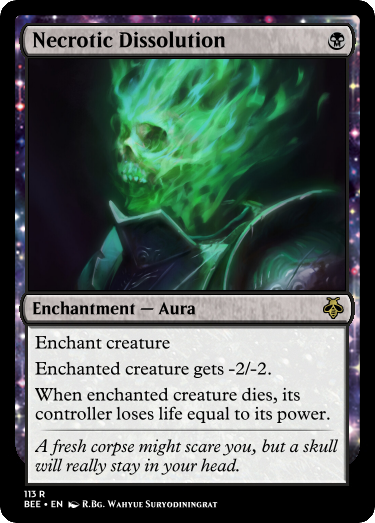 Necrotic Dissolution
Enchantment — Aura
Enchant creature
Enchanted creature gets -2/-2.
When enchanted creature dies, its
controller loses life equal to its power.
A fresh corpse might scare you, but a skull
will really stay in your head.
113 R
BEE • EN R.Bg. Wahyue Suryodiningrat